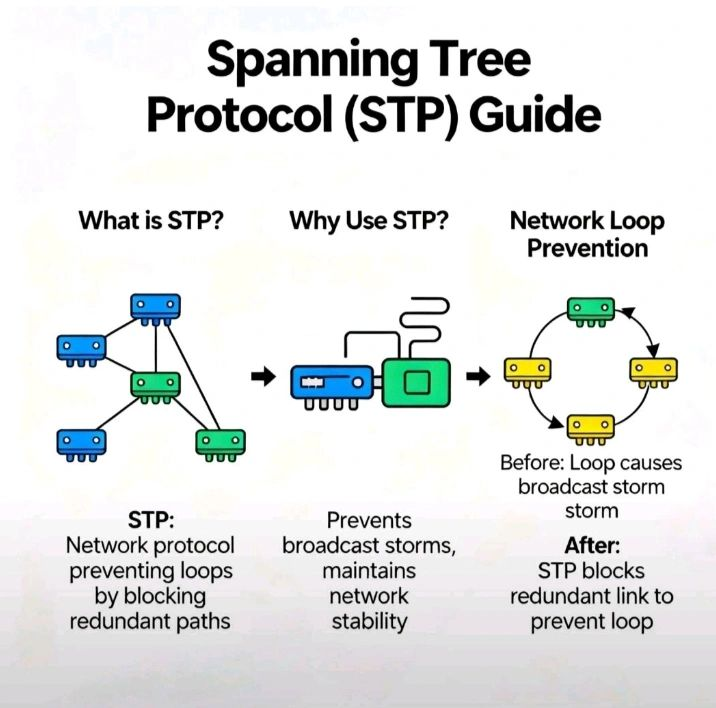 Spanning Tree
Protocol (STP) Guide
What is STP?
STP:
Network protocol
preventing loops
by blocking
redundant paths
Why Use STP?
Prevents
broadcast storms,
maintains
network
stability
Network Loop
Prevention
Before: Loop causes
broadcast storm
storm
After:
STP blocks
redundant link to
prevent loop